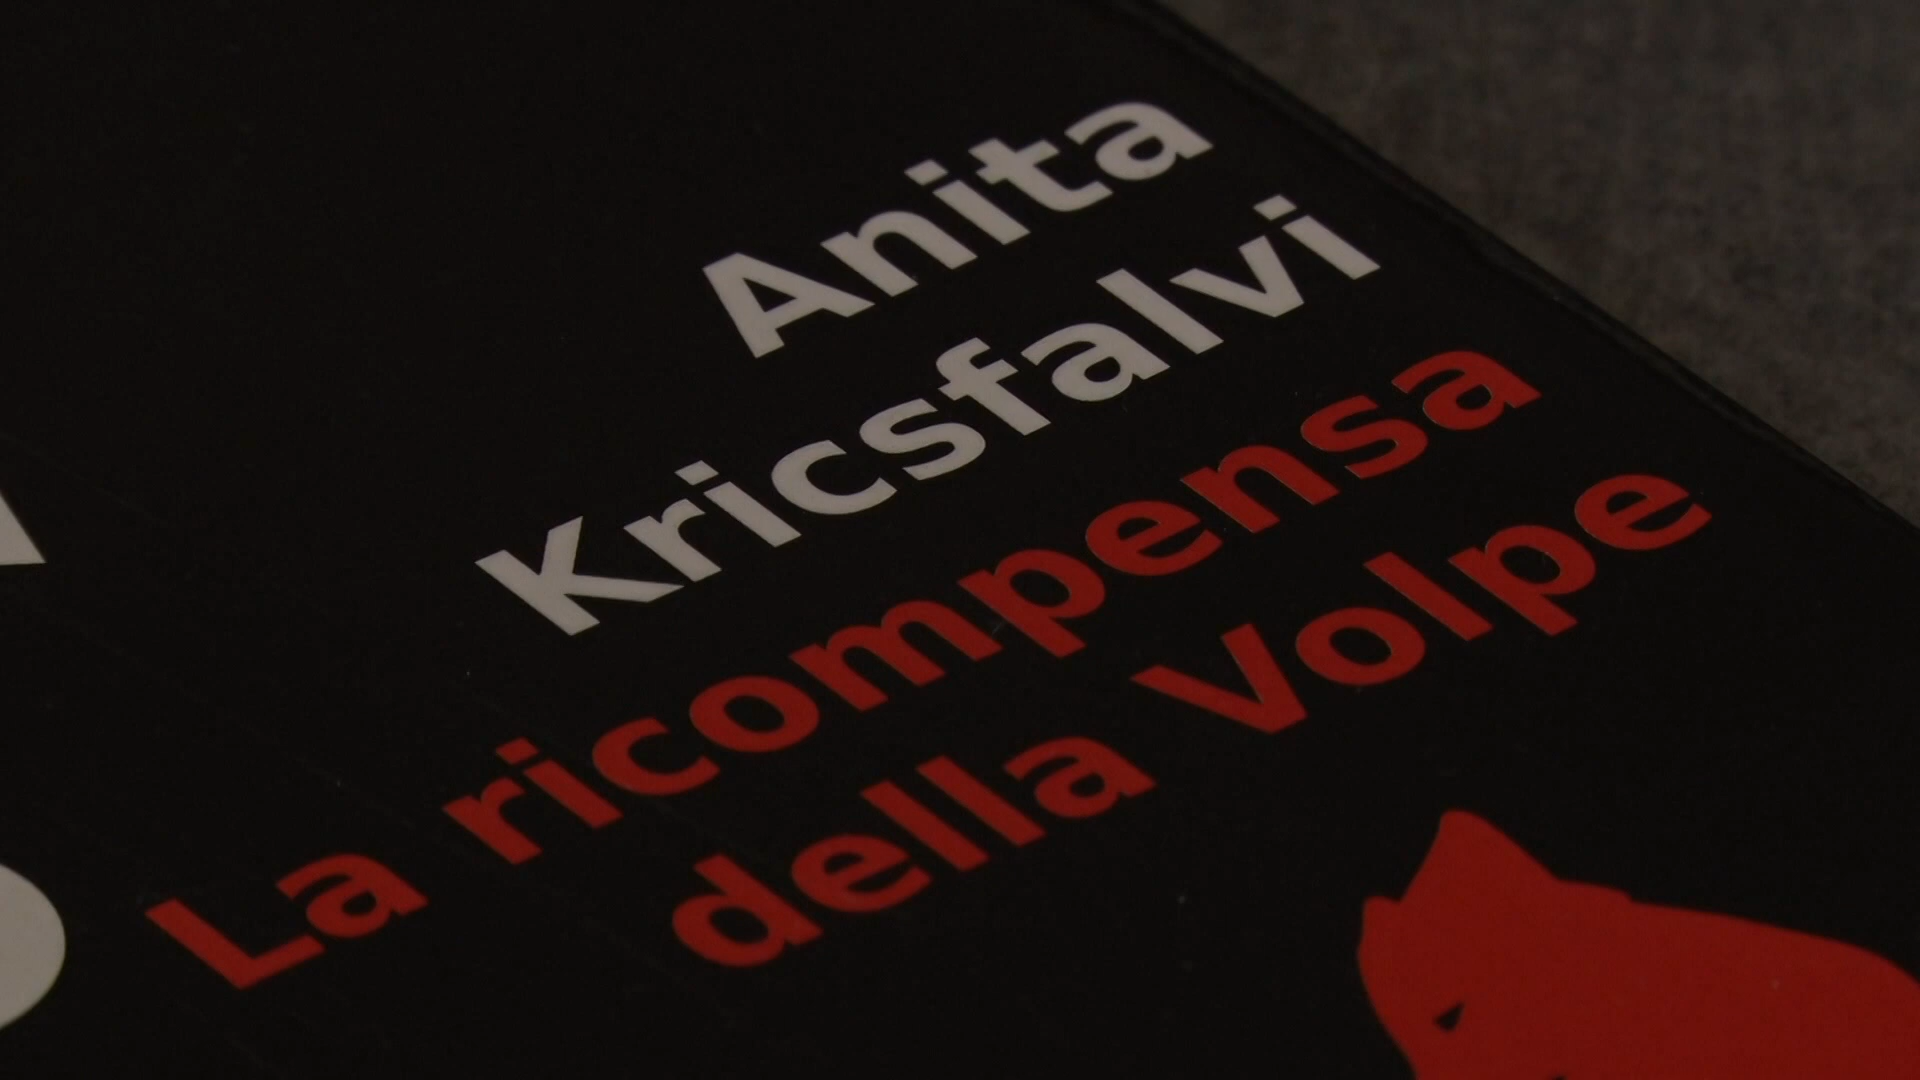 Anita
Kricsfalvi
La ricompensa
della Volpe